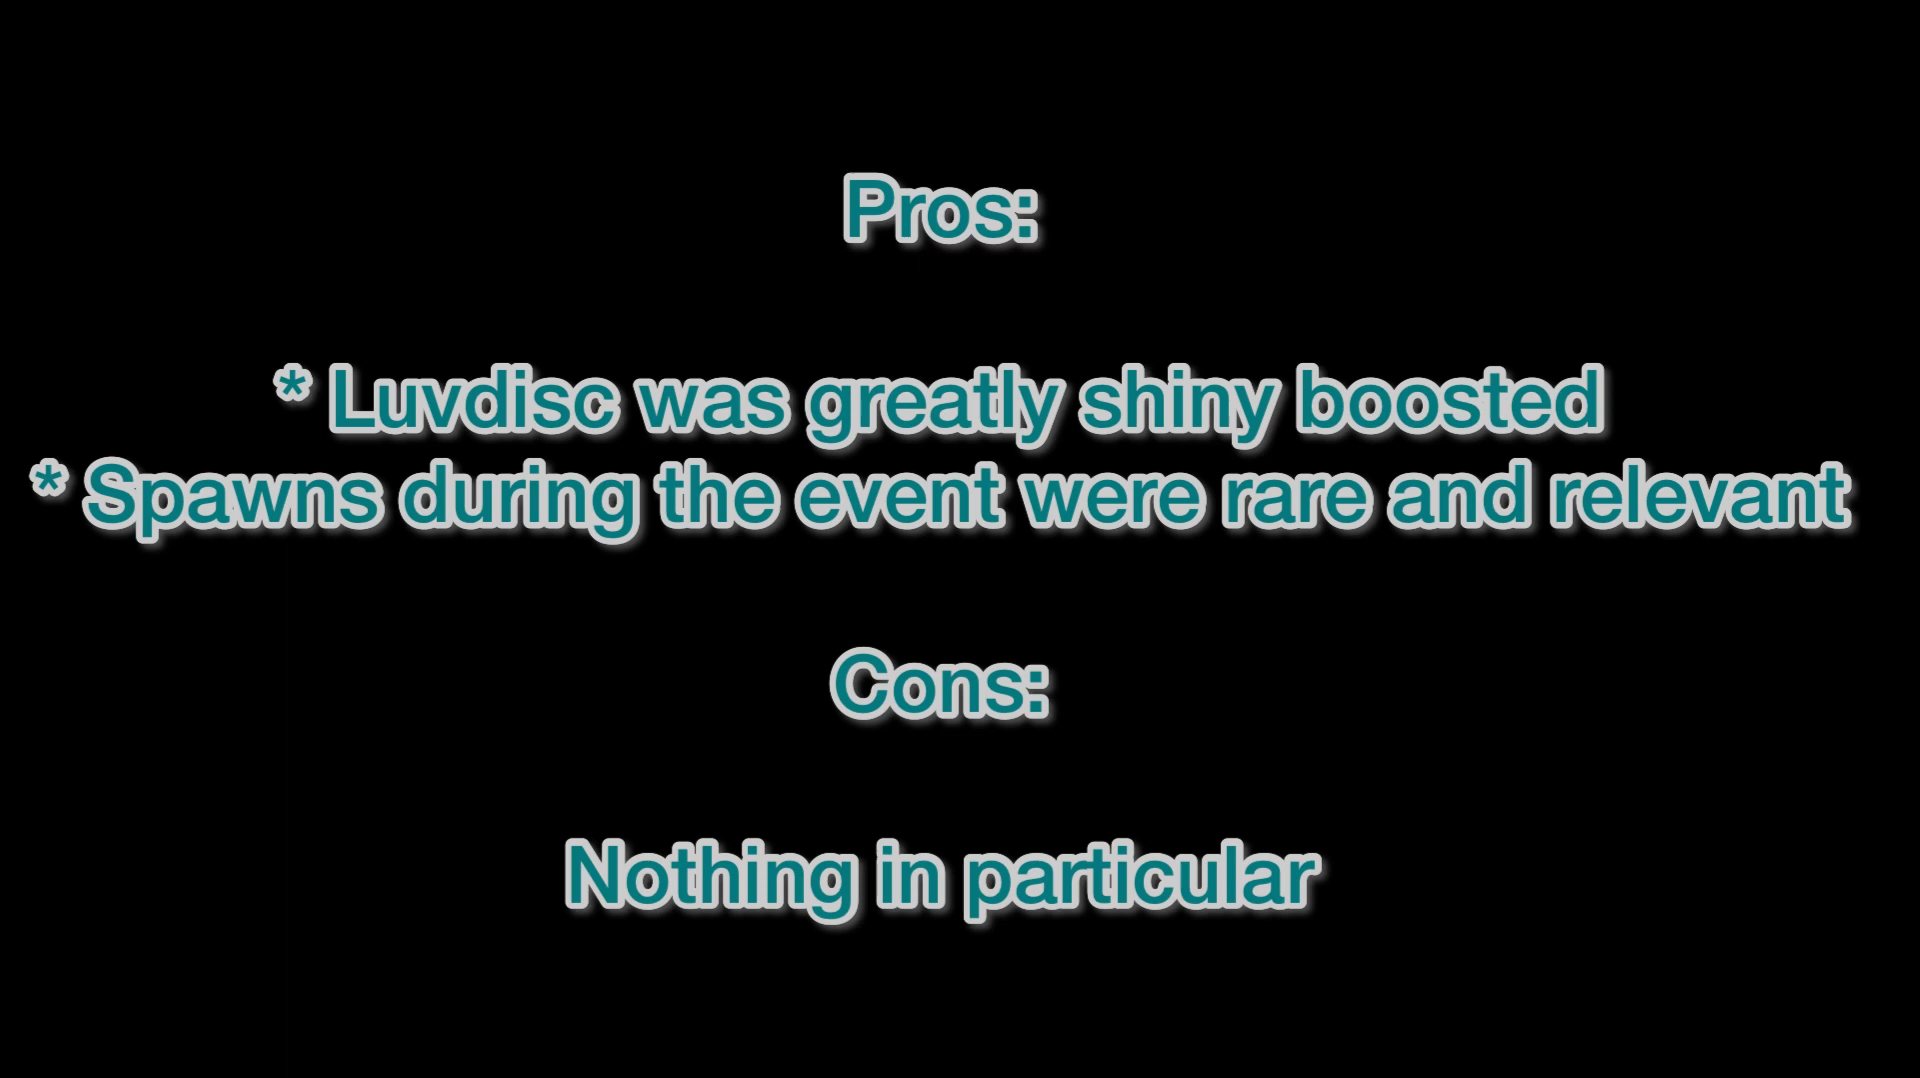 Pros:
* Luvdisc was greatly shiny boosted
* Spawns during the event were rare and relevant
Cons:
Nothing in particular